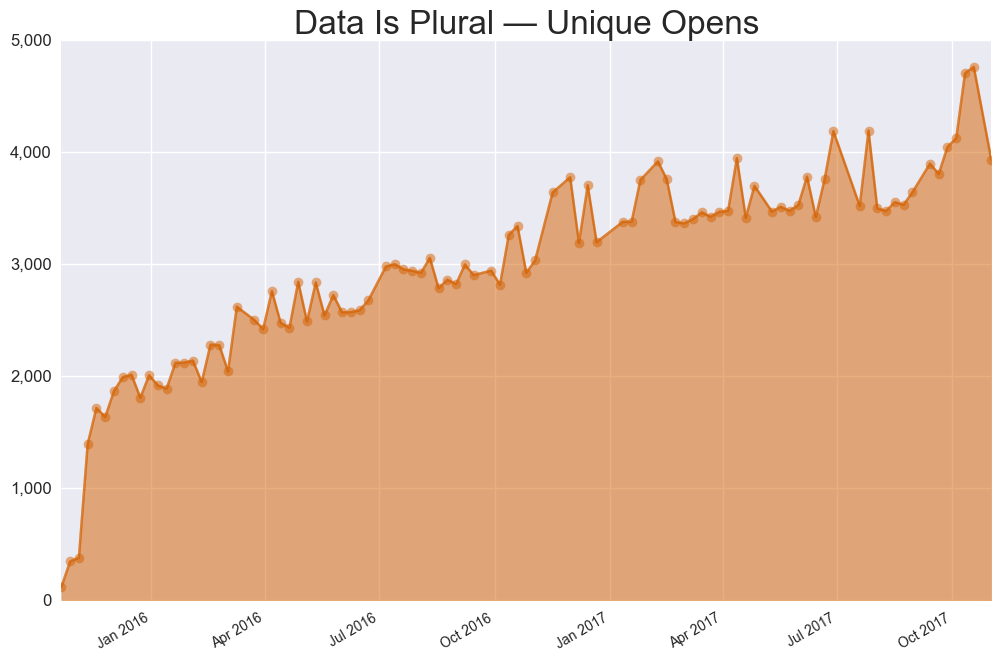 Data Is Plural — Unique Opens
5,000
4,000
3,000
2,000
1,000
0
Jan 2016
Apr 2016
Jul 2016
Oct 2016
Jan 2017
Apr 2017
Jul 2017
Oct 2017